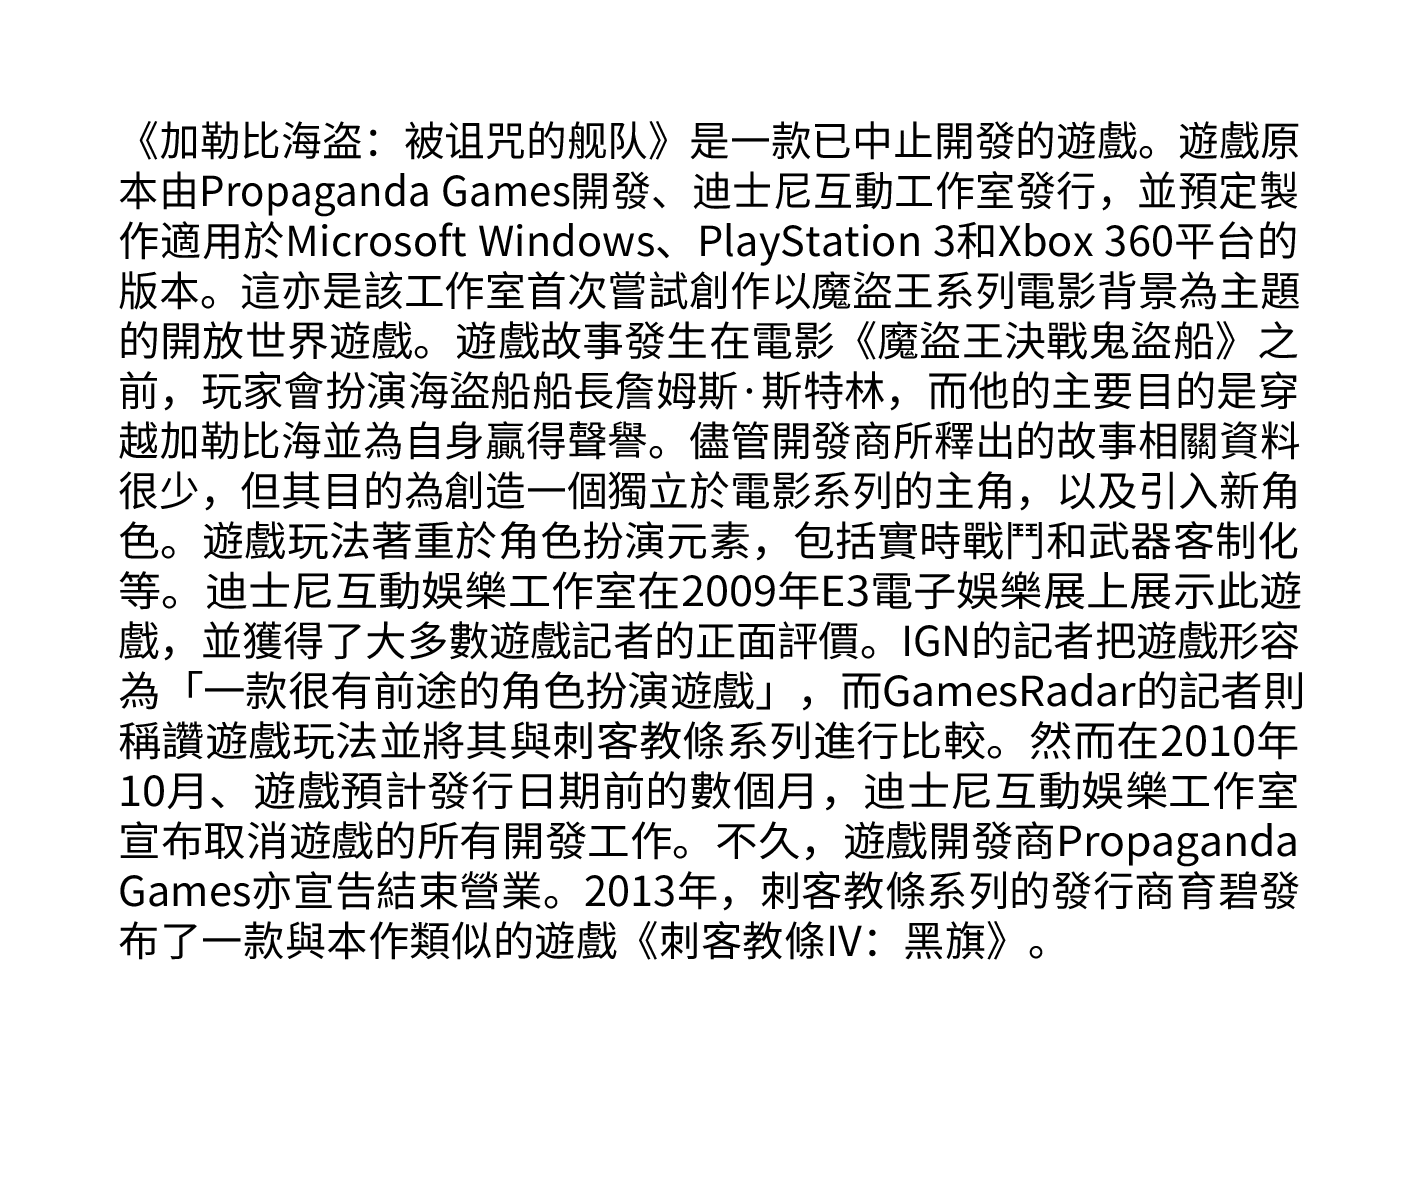 《加勒比海盗：被诅咒的舰队》是一款已中止開發的遊戲。遊戲原
本由Propaganda Games開發、迪士尼互動工作室發行，並預定製
作適用於Microsoft Windows、PlayStation 3和Xbox 360平台的
版本。這亦是該工作室首次嘗試創作以魔盜王系列電影背景為主題
的開放世界遊戲。遊戲故事發生在電影《魔盜王決戰鬼盜船》之
前，玩家會扮演海盜船船長詹姆斯·斯特林，而他的主要目的是穿
越加勒比海並為自身贏得聲譽。儘管開發商所釋出的故事相關資料
很少，但其目的為創造一個獨立於電影系列的主角，以及引入新角
色。遊戲玩法著重於角色扮演元素，包括實時戰鬥和武器客制化
等。迪士尼互動娛樂工作室在2009年E3電子娛樂展上展示此遊
戲，並獲得了大多數遊戲記者的正面評價。IGN的記者把遊戲形容
為「一款很有前途的角色扮演遊戲」，而GamesRadar的記者則
稱讚遊戲玩法並將其與刺客教條系列進行比較。然而在2010年
10月、遊戲預計發行日期前的數個月，迪士尼互動娛樂工作室
宣布取消遊戲的所有開發工作。不久，遊戲開發商Propaganda
Games亦宣告結束營業。2013年，刺客教條系列的發行商育碧發
布了一款與本作類似的遊戲《刺客教條IV：黑旗》。